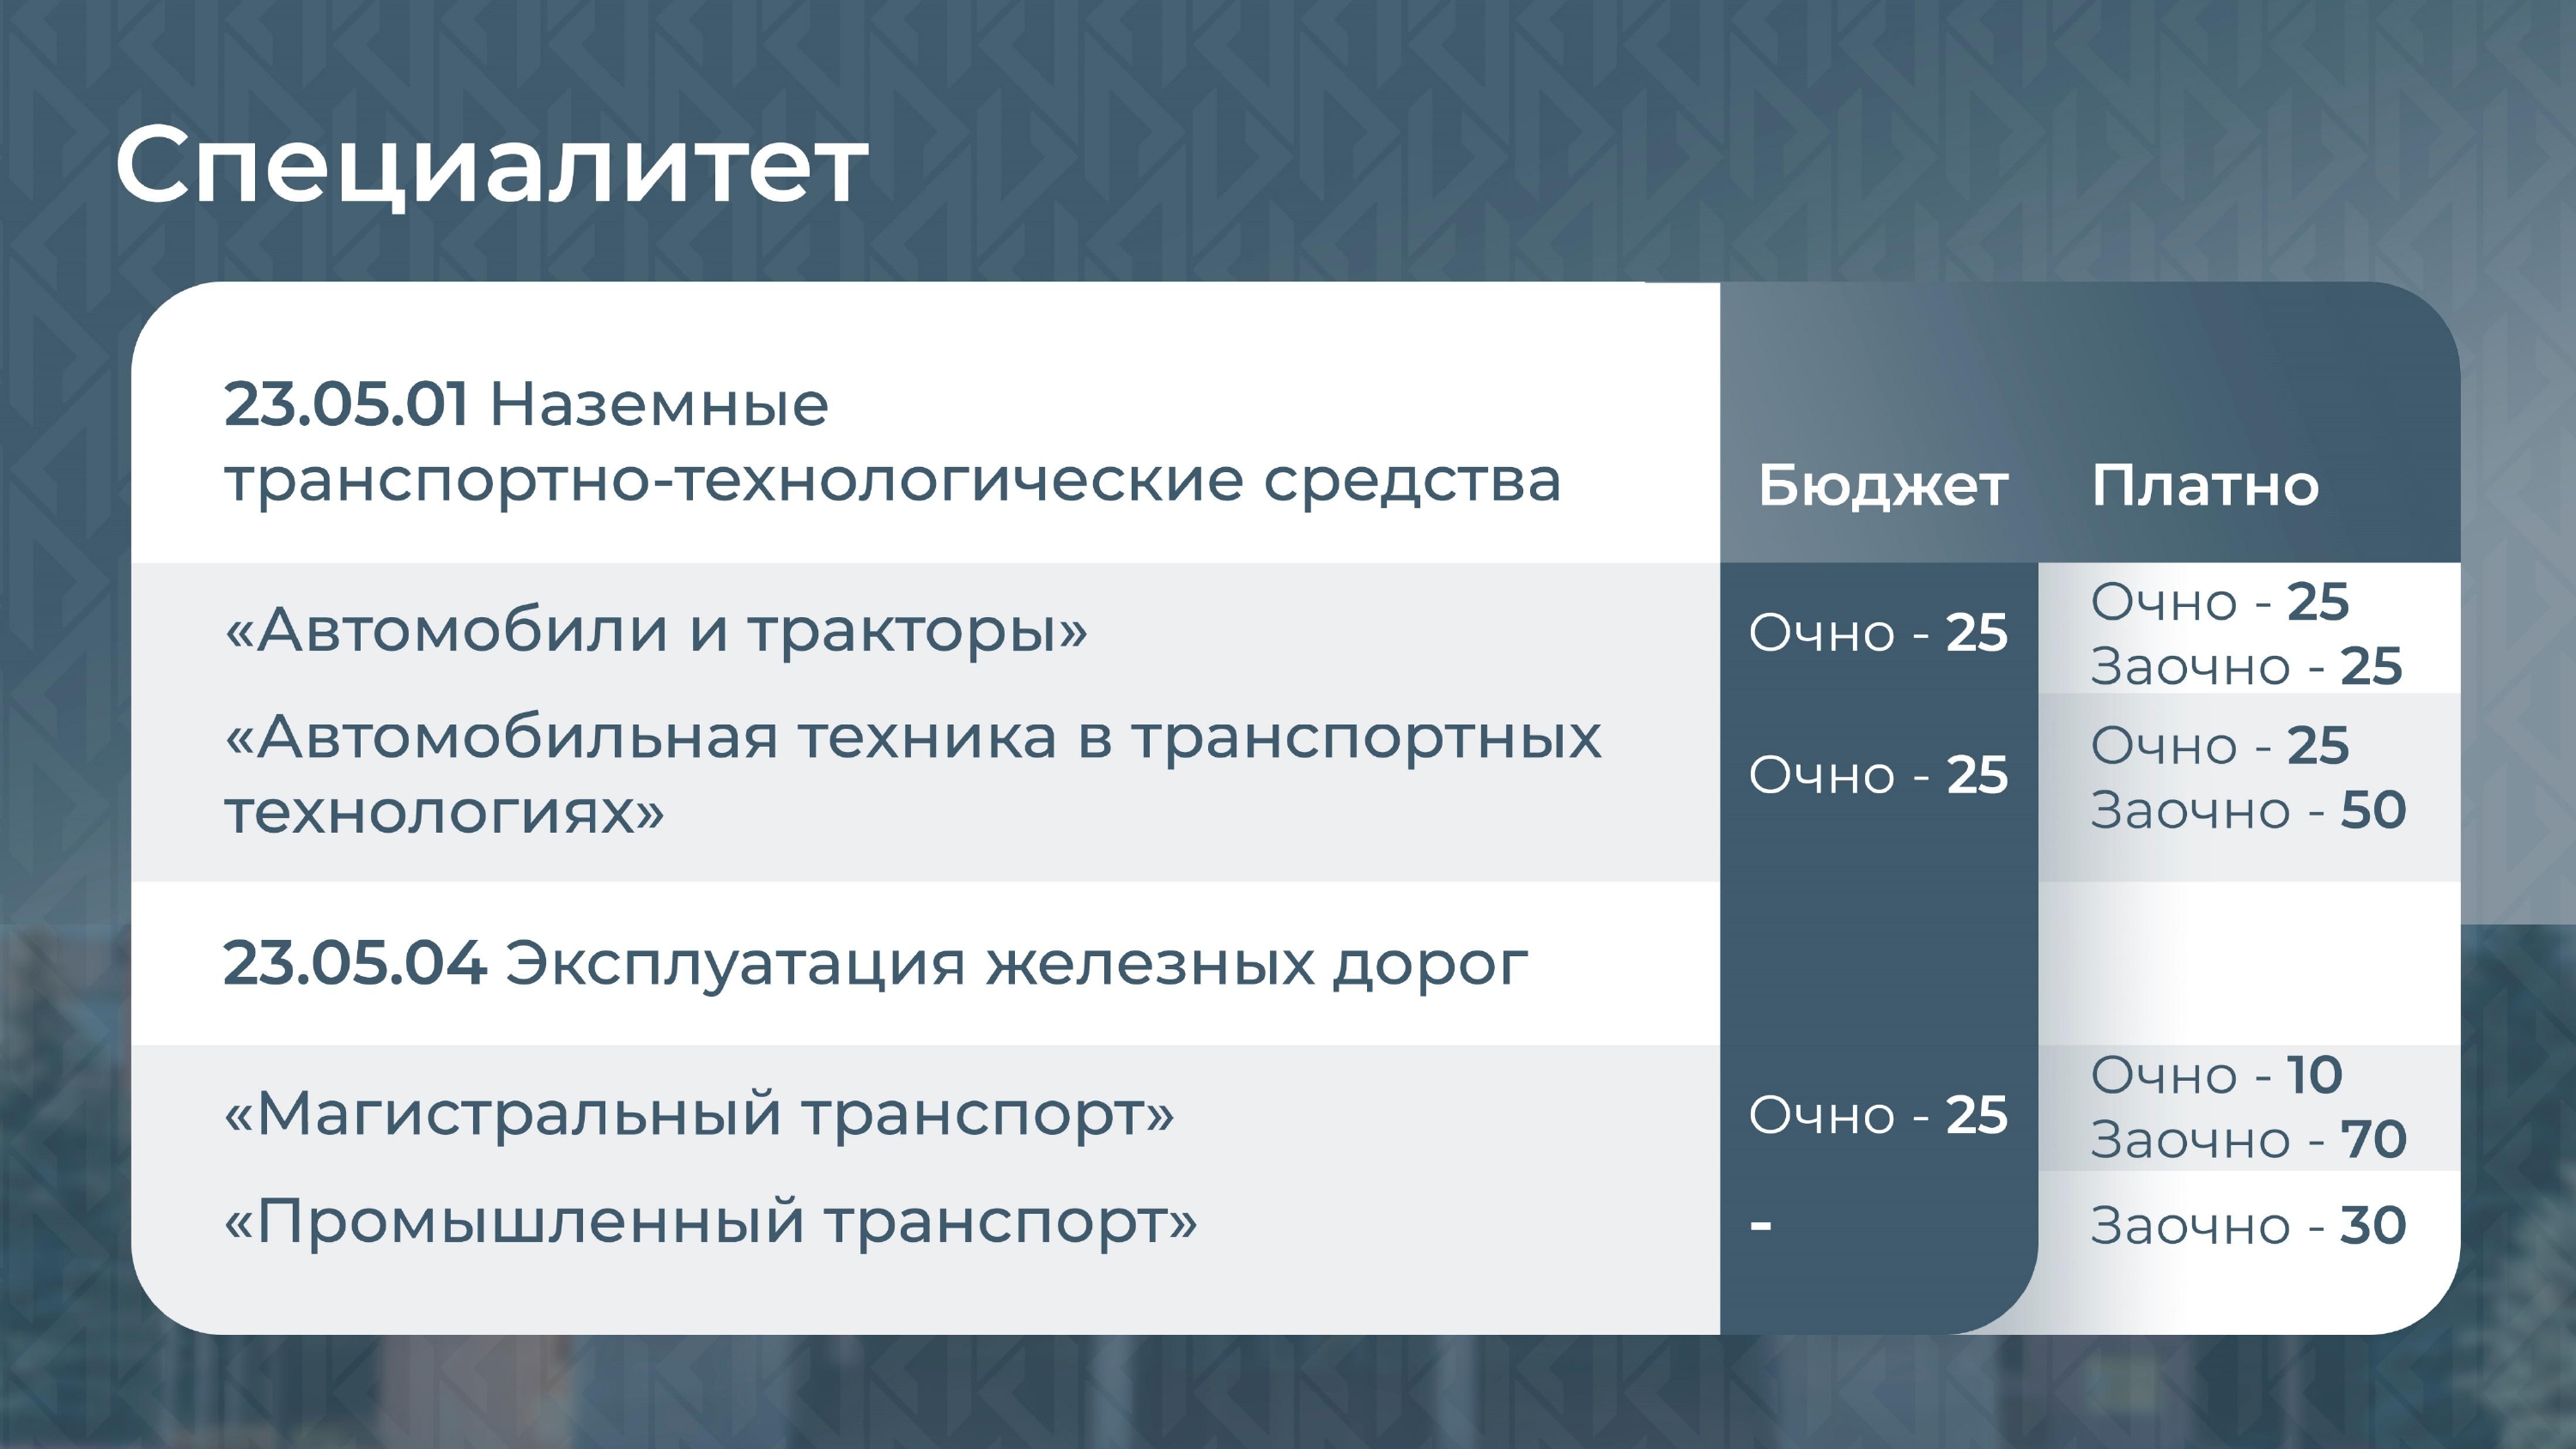 Специалитет
23.05.01 Наземные
транспортно-технологические средства
Бюджет
Платно
«Автомобили и тракторы»
Очно - 25
Очно - 25
Заочно - 25
«Автомобильная техника в транспортных
технологиях»
Очно - 25
Очно - 25
Заочно - 50
23.05.04 Эксплуатация железных дорог
«Магистральный транспорт»
Очно - 25
Очно - 10
Заочно - 70
«Промышленный транспорт»
-
Заочно - 30